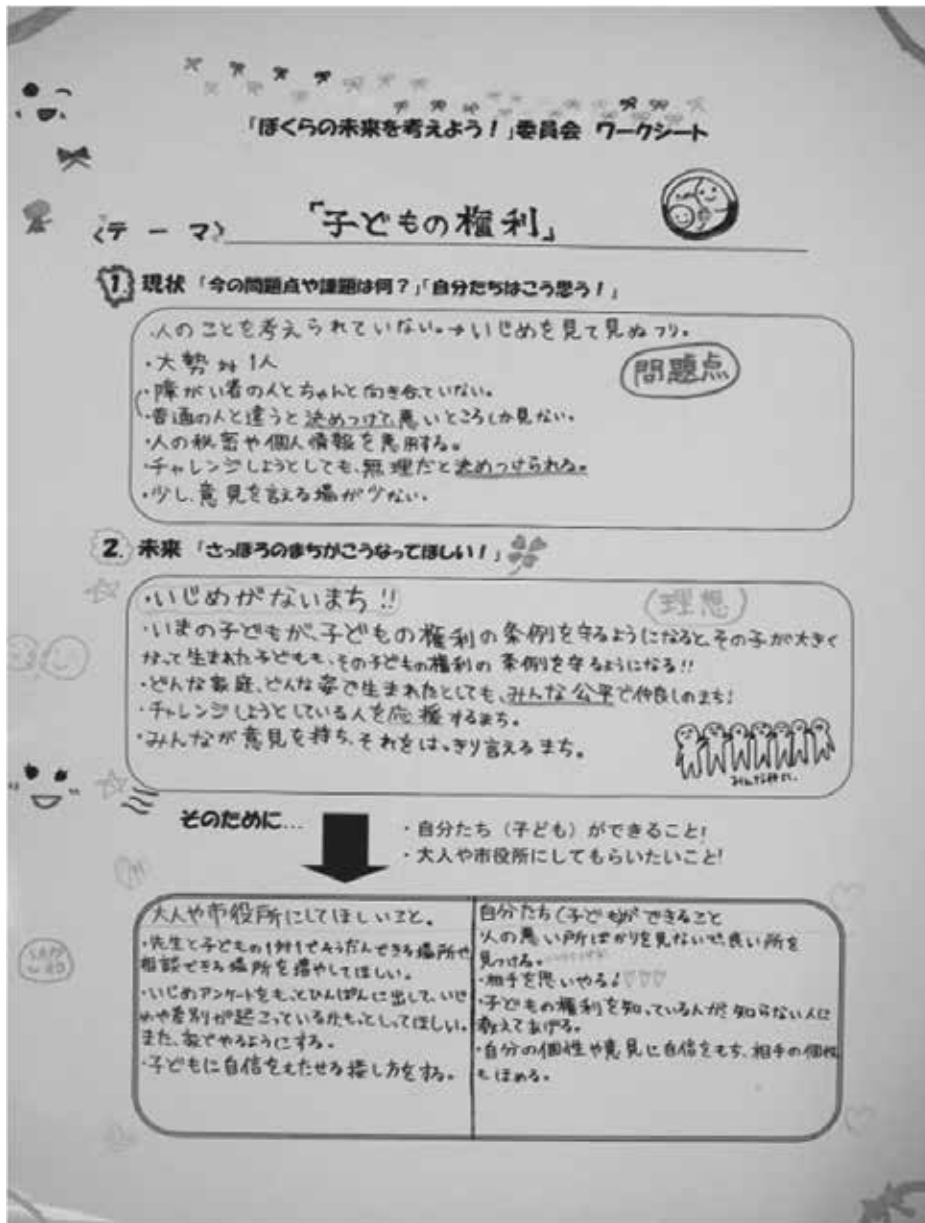 「ぼくらの未来を考えよう！」委員会 ワークシート
〈テーマ〉「子どもの権利」
1. 現状 「今の問題点や課題は何？」「自分たちはこう思う！」
・人のことを考えられていない。→いじめを見て見ぬフリ。
・大勢対1人
問題点
・障がい者の人とちゃんと向き合っていない。
・普通の人と違うと決めつけて、悪いところしか見ない。
・人の秘密や個人情報を悪用する。
・チャレンジしようとしても、無理だと決めつけられる。
・少し、意見を言える場が少ない。
2. 未来 「さっぽろのまちがこうなってほしい！」
・いじめがないまち!!
（理想）
・いまの子どもが、子どもの権利の条例を守るようになると、その子が大きく
なって生まれた子どもも、その子どもの権利の条例を守るようになる!!
・どんな家庭、どんな姿で生まれたとしても、みんな公平で仲良しのまち!
・チャレンジしようとしている人を応援するまち。
・みんなが意見を持ち、それをはっきり言えるまち。
そのために…
・自分たち（子ども）ができること!
・大人や市役所にしてもらいたいこと!
大人や市役所にしてほしいこと。
・先生と子どもの1対1でそうだんできる場所や
相談できる場所を増やしてほしい。
・いじめアンケートをもっとひんぱんに出して、いじ
めや差別が起こっているか
してほしい。
また、
でやるようにする。
・子どもに自信をもたせる接し方をする。
自分たち(子ども)ができること
人の悪い所ばかりを見ないで、良い所を
見つける。
・相手を思いやる!
・子どもの権利を知っている人が、知らない人に
教えてあげる。
・自分の個性や意見に自信をもち、相手の個性
もほめる。